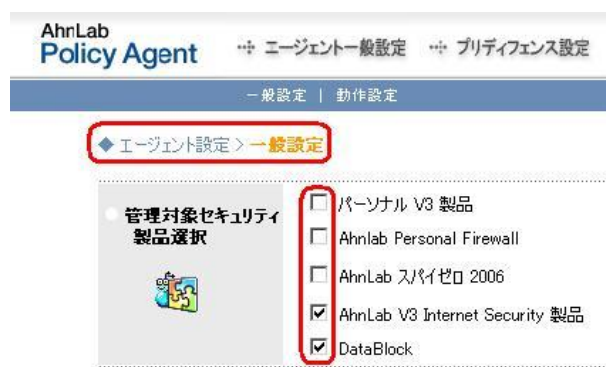 AhnLab
Policy Agent
エージェント一般設定 プリディフェンス設定
一般設定 | 動作設定
◆ エージェント設定 > 一般設定
管理対象セキュリティ
製品選択
パーソナル V3 製品
Ahnlab Personal Firewall
AhnLab スパイゼロ 2006
AhnLab V3 Internet Security 製品
DataBlock